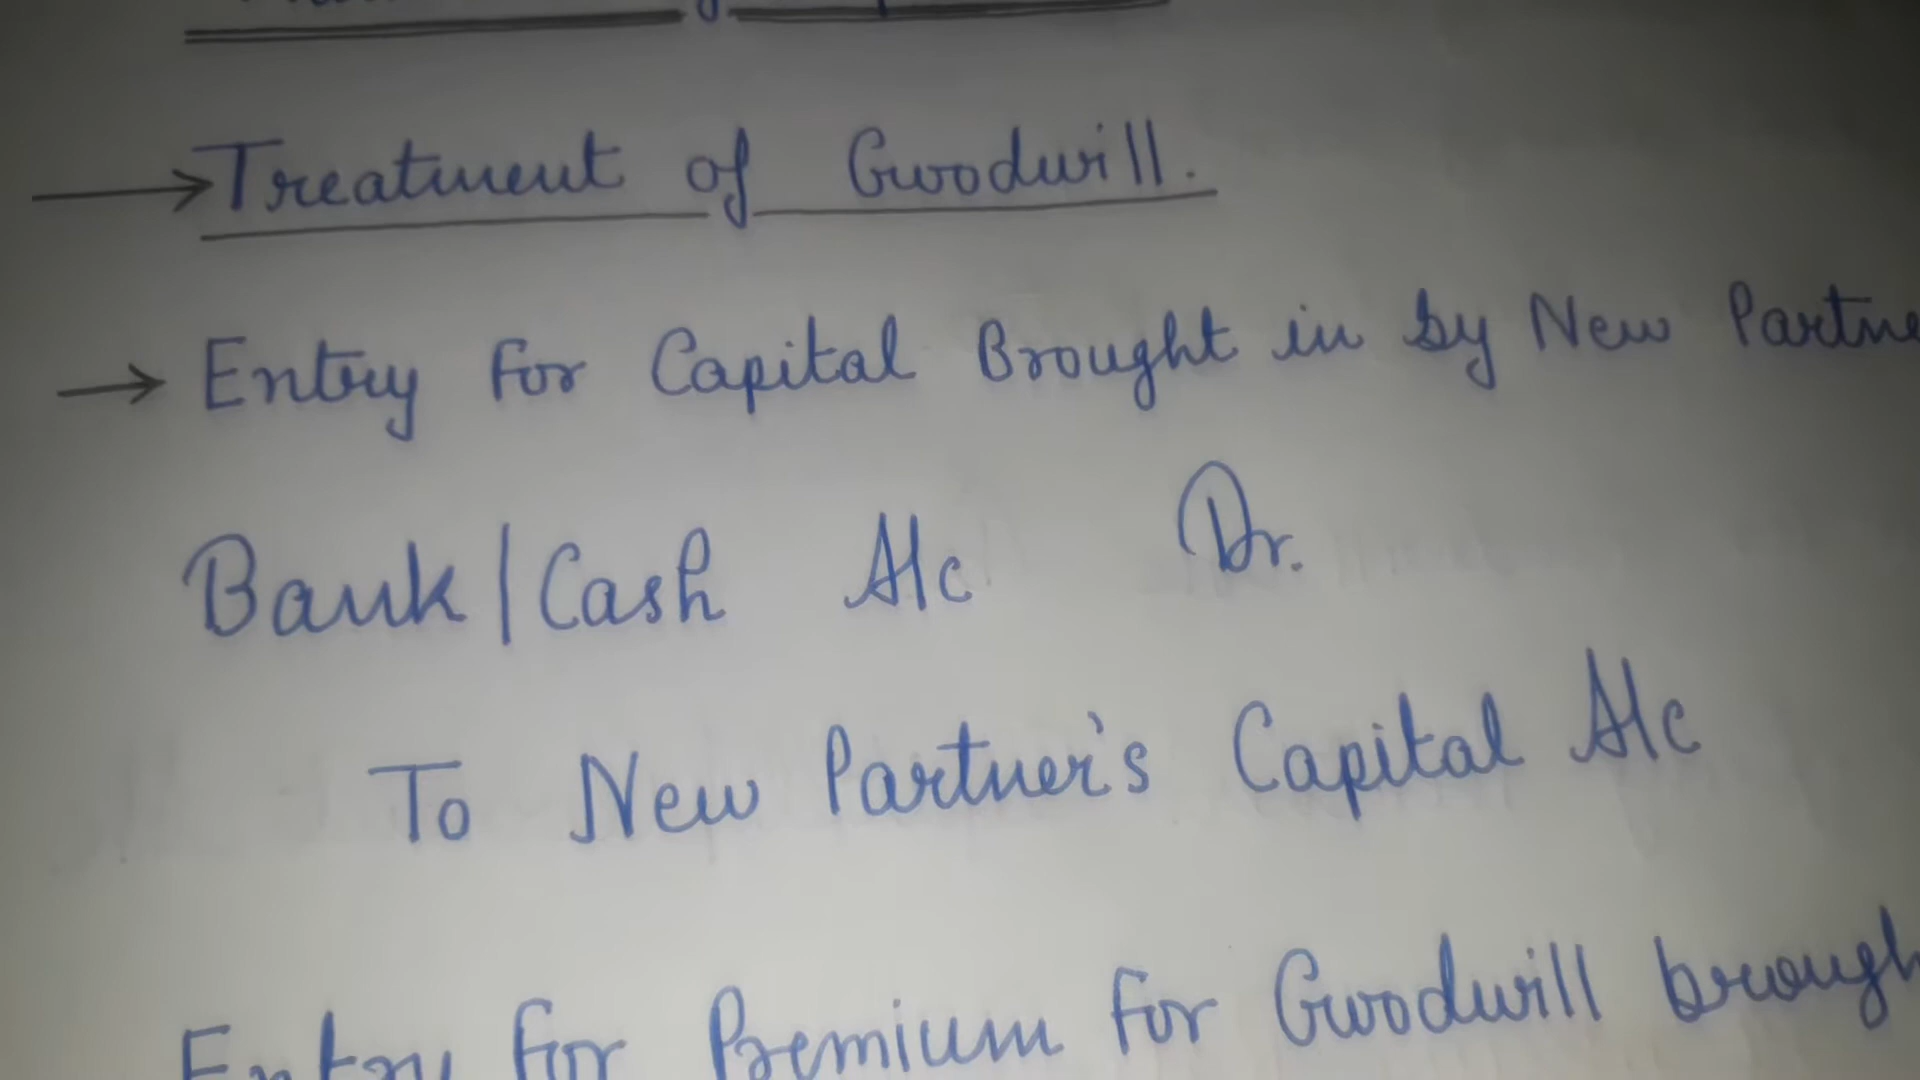 → Treatment of Goodwill.
→ Entry for Capital Brought in by New Partne
Bank/Cash A/c Dr.
To New Partner's Capital A/c
Entry for Premium for Goodwill brough